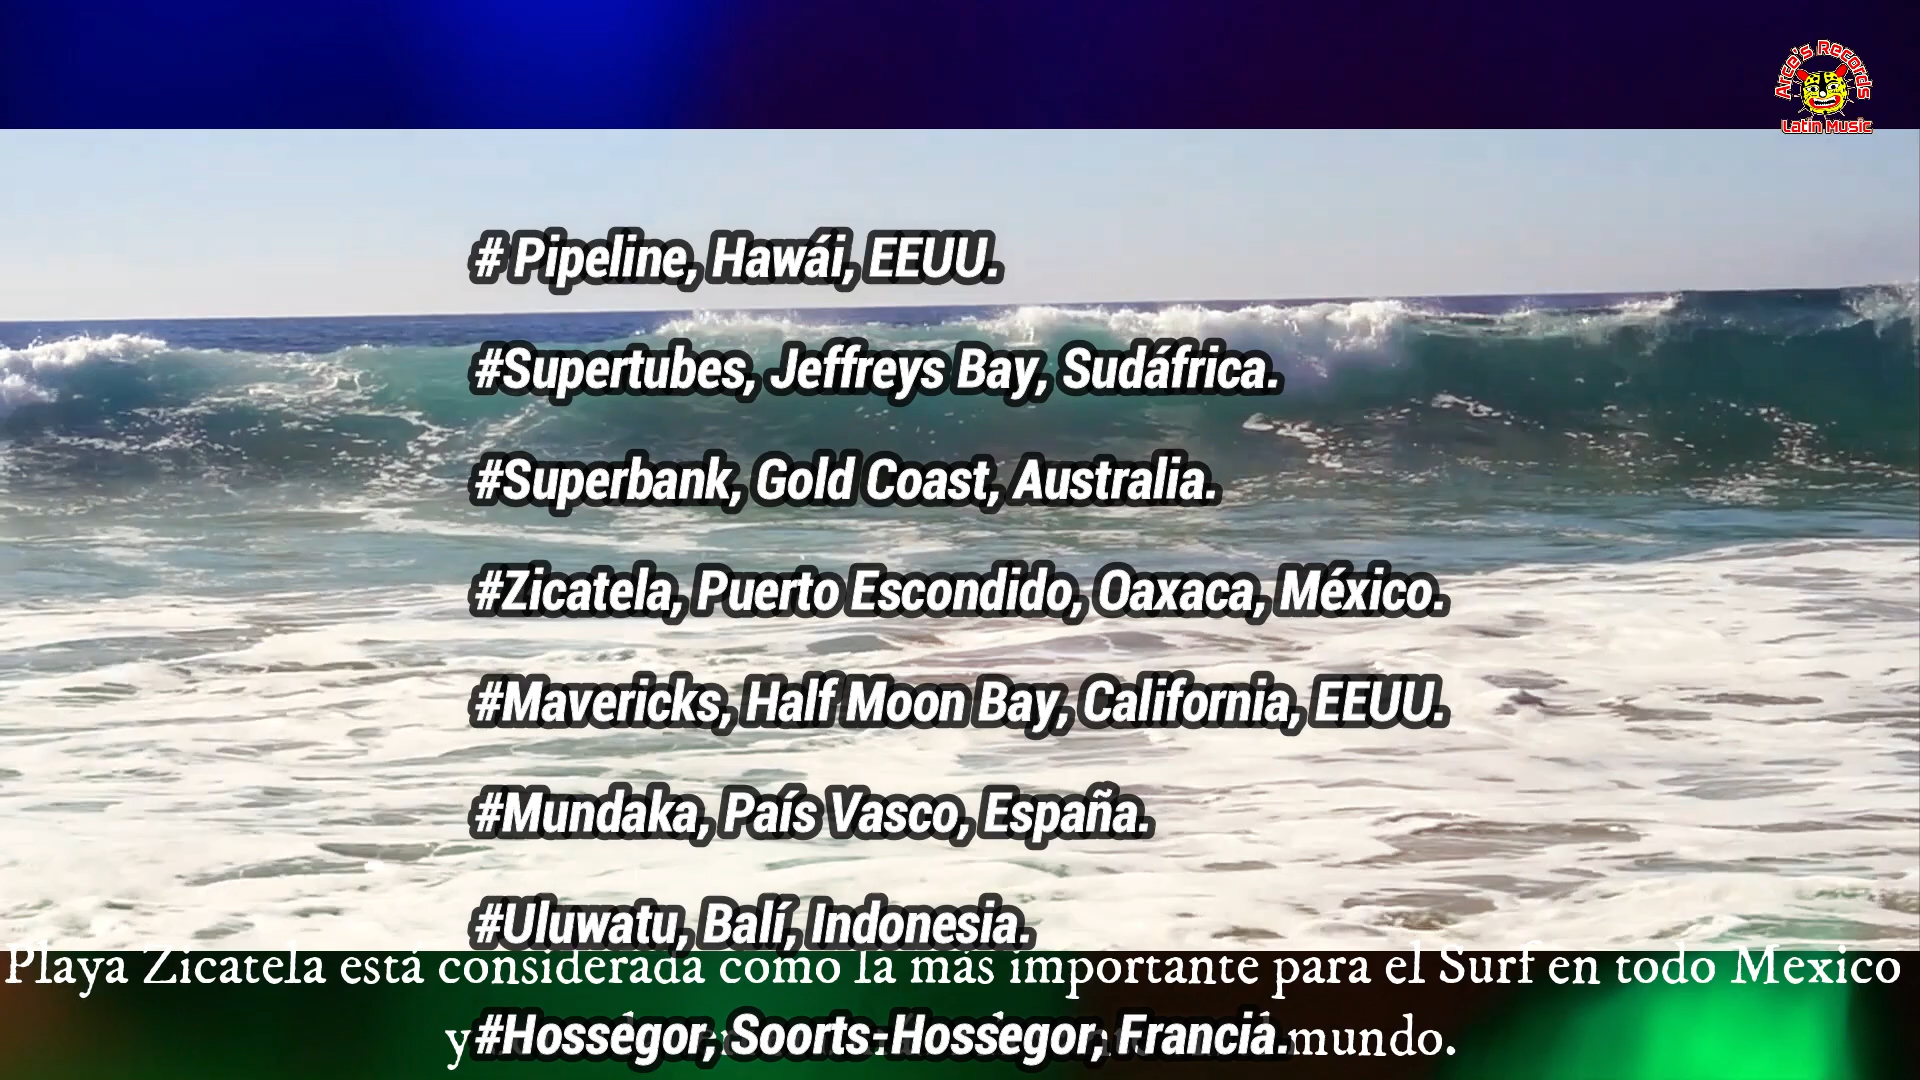 Arce's Records
Latin Music
# Pipeline, Hawái, EEUU.
#Supertubes, Jeffreys Bay, Sudáfrica.
#Superbank, Gold Coast, Australia.
#Zicatela, Puerto Escondido, Oaxaca, México.
#Mavericks, Half Moon Bay, California, EEUU.
#Mundaka, País Vasco, España.
#Uluwatu, Balí, Indonesia.
Playa Zicatela está considerada como la más importante para el Surf en todo Mexico
#Hossegor, Soorts-Hossegor, Francia.
y mundo.